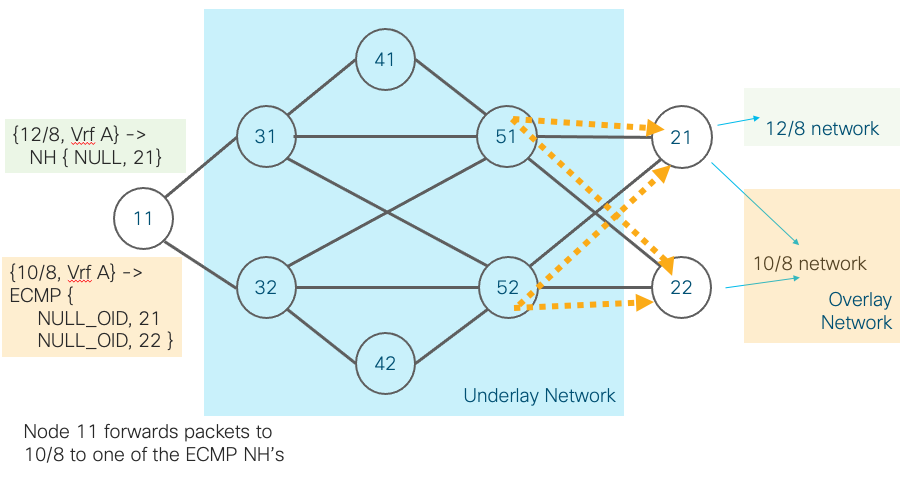 41
{12/8, Vrf A} ->
NH { NULL, 21}
31
51
21
12/8 network
11
{10/8, Vrf A} ->
ECMP {
NULL_OID, 21
NULL_OID, 22 }
32
52
22
10/8 network
Overlay
Network
42
Underlay Network
Node 11 forwards packets to
10/8 to one of the ECMP NH's